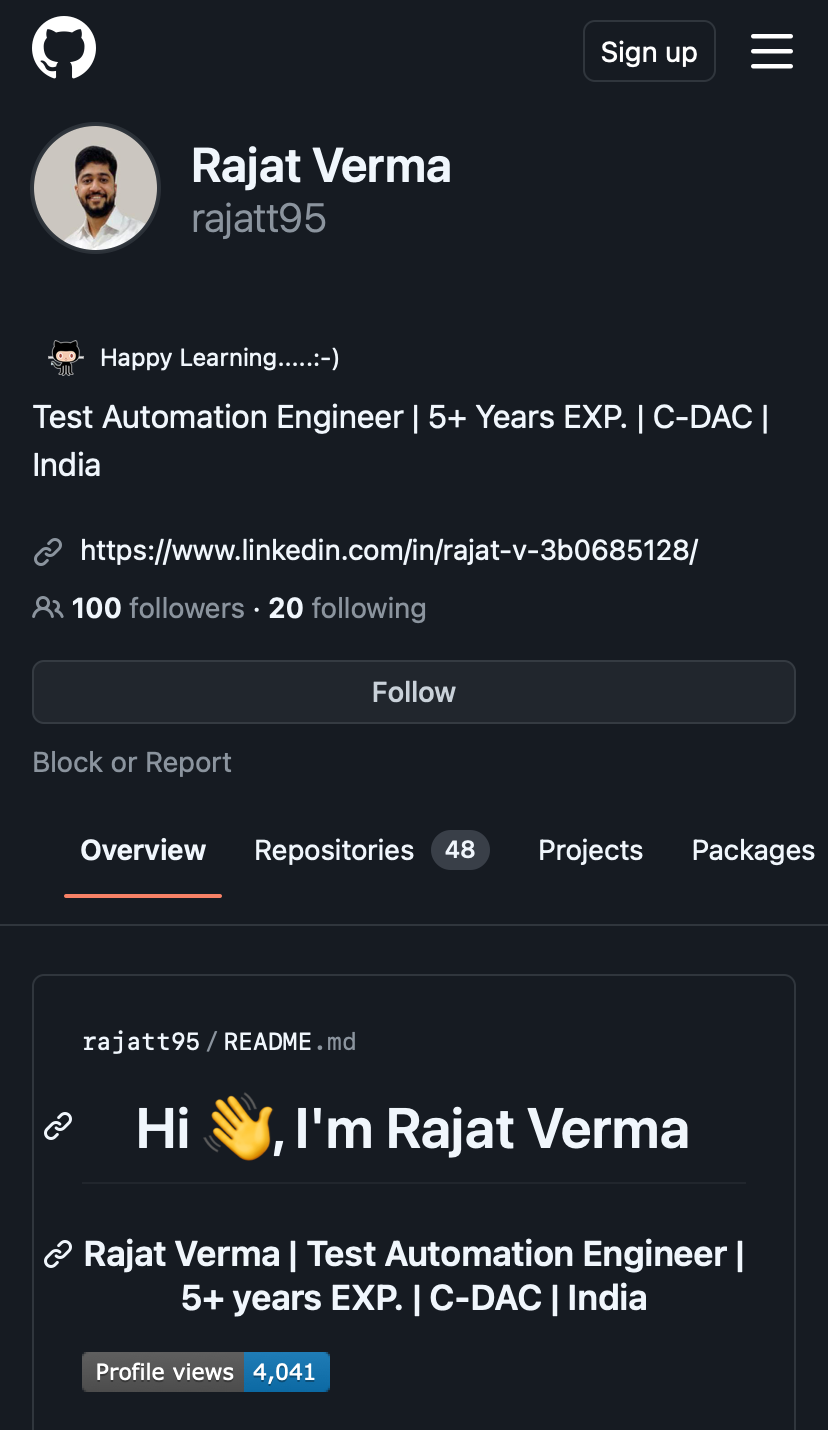 Sign up
Rajat Verma
rajatt95
Happy Learning.....:-)
Test Automation Engineer | 5+ Years EXP. | C-DAC |
India
https://www.linkedin.com/in/rajat-v-3b0685128/
100 followers · 20 following
Follow
Block or Report
Overview Repositories 48 Projects Packages
rajatt95/README.md
Hi 👋, I'm Rajat Verma
Rajat Verma | Test Automation Engineer |
5+ years EXP. | C-DAC | India
Profile views 4,041